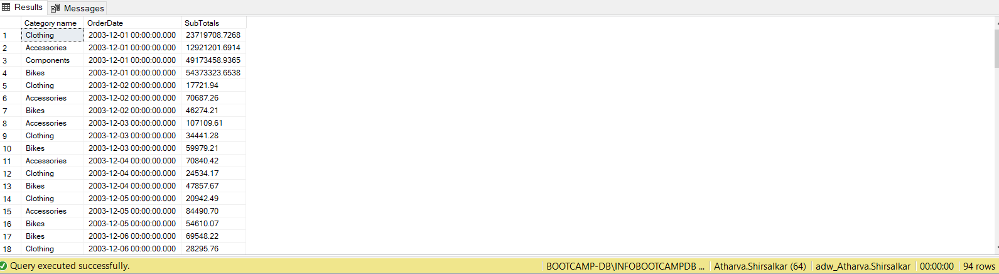 Results Messages
Category name OrderDate SubTotals
1 Clothing 2003-12-01 00:00:00.000 23719708.7268
2 Accessories 2003-12-01 00:00:00.000 12921201.6914
3 Components 2003-12-01 00:00:00.000 49173458.9365
4 Bikes 2003-12-01 00:00:00.000 54373323.6538
5 Clothing 2003-12-02 00:00:00.000 17721.94
6 Accessories 2003-12-02 00:00:00.000 70687.26
7 Bikes 2003-12-02 00:00:00.000 46274.21
8 Accessories 2003-12-03 00:00:00.000 107109.61
9 Clothing 2003-12-03 00:00:00.000 34441.28
10 Bikes 2003-12-03 00:00:00.000 59979.21
11 Accessories 2003-12-04 00:00:00.000 70840.42
12 Clothing 2003-12-04 00:00:00.000 24534.17
13 Bikes 2003-12-04 00:00:00.000 47857.67
14 Clothing 2003-12-05 00:00:00.000 20942.49
15 Accessories 2003-12-05 00:00:00.000 84490.70
16 Bikes 2003-12-05 00:00:00.000 54610.07
17 Bikes 2003-12-06 00:00:00.000 69548.22
18 Clothing 2003-12-06 00:00:00.000 28295.76
Query executed successfully. BOOTCAMP-DB\INFOBOOTCAMPDB ... Atharva.Shirsalkar (64) adw_Atharva.Shirsalkar 00:00:00 94 rows